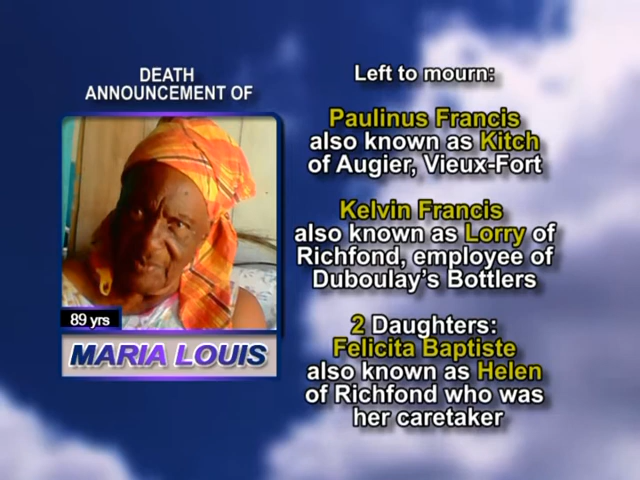 DEATH
ANNOUNCEMENT OF
89 yrs
MARIA LOUIS
Left to mourn:
Paulinus Francis
also known as Kitch
of Augier, Vieux-Fort
Kelvin Francis
also known as Lorry of
Richfond, employee of
Duboulay's Bottlers
2 Daughters:
Felicita Baptiste
also known as Helen
of Richfond who was
her caretaker